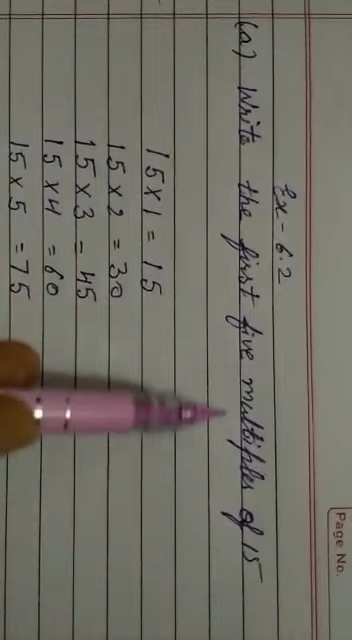 Page No.
Ex - 6.2
(a) Write the first five multiples of 15
15 × 1 = 15
15 × 2 = 30
15 × 3 = 45
15 × 4 = 60
15 × 5 = 75